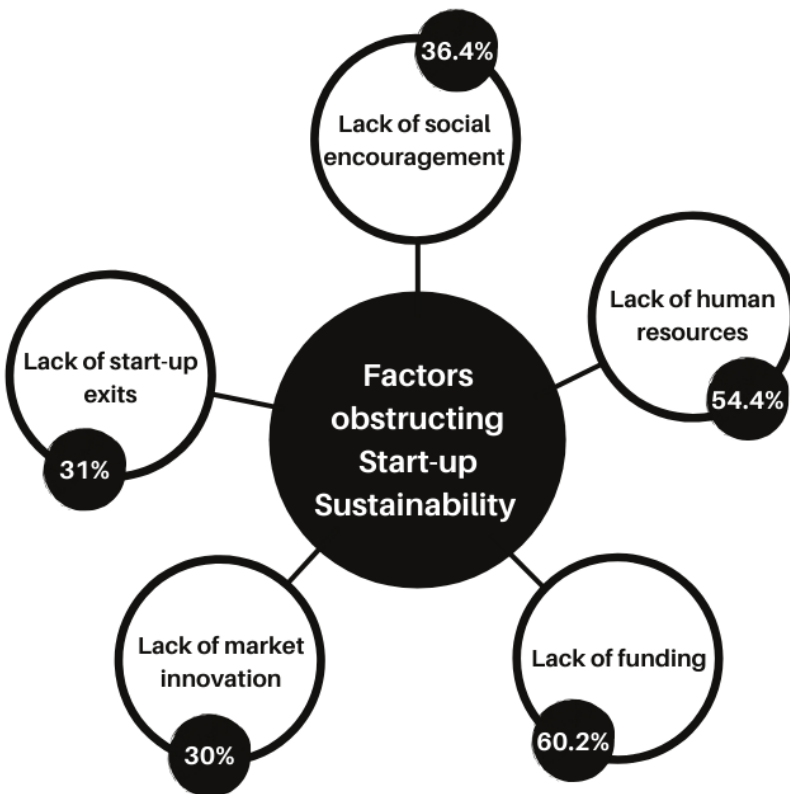 36.4%
Lack of social
encouragement
Lack of human
resources
54.4%
Lack of start-up
exits
31%
Factors
obstructing
Start-up
Sustainability
Lack of market
innovation
30%
Lack of funding
60.2%